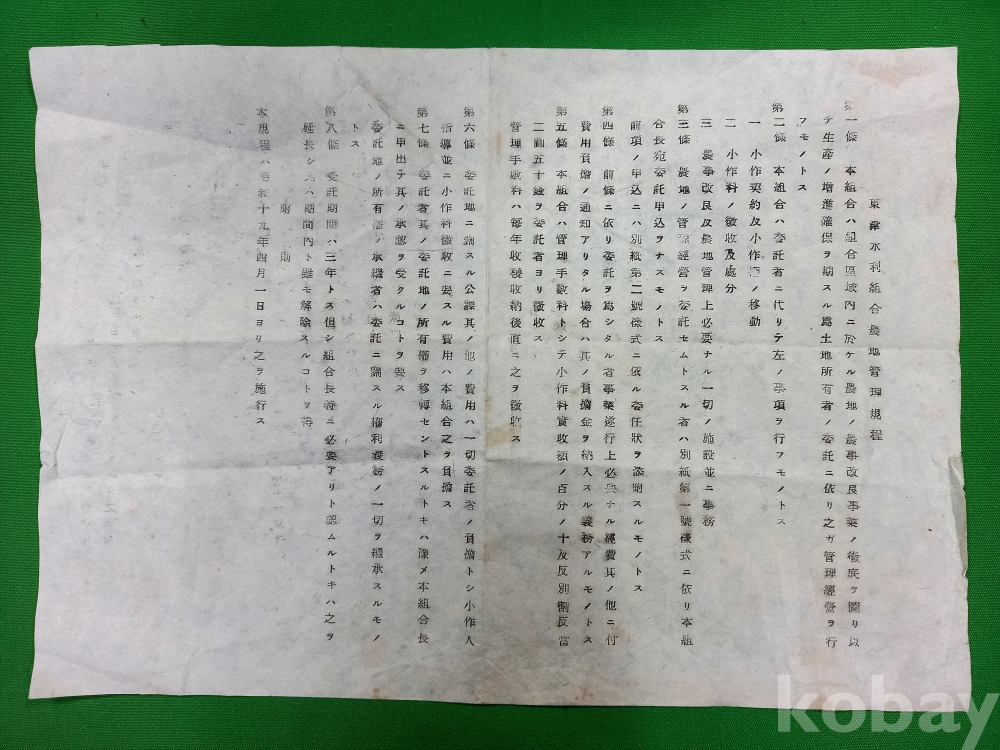 東津水利組合農地管理規程
第一條 本組合ハ組合區域內ニ於ケル農地ノ農事改良事業ノ徹底ヲ圖リ以
テ生產ノ增進確保ヲ期スル爲土地所有者ノ委託ニ依リ之ガ管理經營ヲ行
フモノトス
第二條 本組合ハ委託者ニ代リテ左ノ事項ヲ行フモノトス
一 小作契約及小作權ノ移動
二 小作料ノ徵收及處分
三 農事改良及農地管理上必要ナル一切ノ施設並ニ事務
第三條 農地ノ管理經營ヲ委託セムトスル者ハ別紙第一號樣式ニ依リ本組
合長宛委託申込ヲナスモノトス
前項ノ申込ニハ別紙第二號樣式ニ依ル委任狀ヲ添附スルモノトス
第四條 前條ニ依リ委託ヲ爲シタル者事業遂行上必要ナル經費其ノ他ニ付
費用負擔ノ通知アリタル場合ハ其ノ負擔金ヲ納入スル義務アルモノトス
第五條 本組合ハ管理手數料トシテ小作料實收額ノ百分ノ十及反別割反當
二圓五十錢ヲ委託者ヨリ徵收ス
管理手數料ハ每年收穫收納後直ニ之ヲ徵收ス
第六條 委託地ニ關スル公課其ノ他ノ費用ハ一切委託者ノ負擔トシ小作人
指導並ニ小作料徵收ニ要スル費用ハ本組合之ヲ負擔ス
第七條 委託者其ノ委託地ノ所有權ヲ移轉セントスルトキハ豫メ本組合長
ニ申出テ其ノ承認ヲ受クルコトヲ要ス
委託地ノ所有權ノ承繼者ハ委託ニ關スル權利義務ノ一切ヲ繼承スルモノ
トス
第八條 受託期間ハ三年トス但シ組合長特ニ必要アリト認ムルトキハ之ヲ
延長シ又ハ期間內ト雖モ解除スルコトヲ得
附 則
本規程ハ昭和十九年四月一日ヨリ之ヲ施行ス
kobay